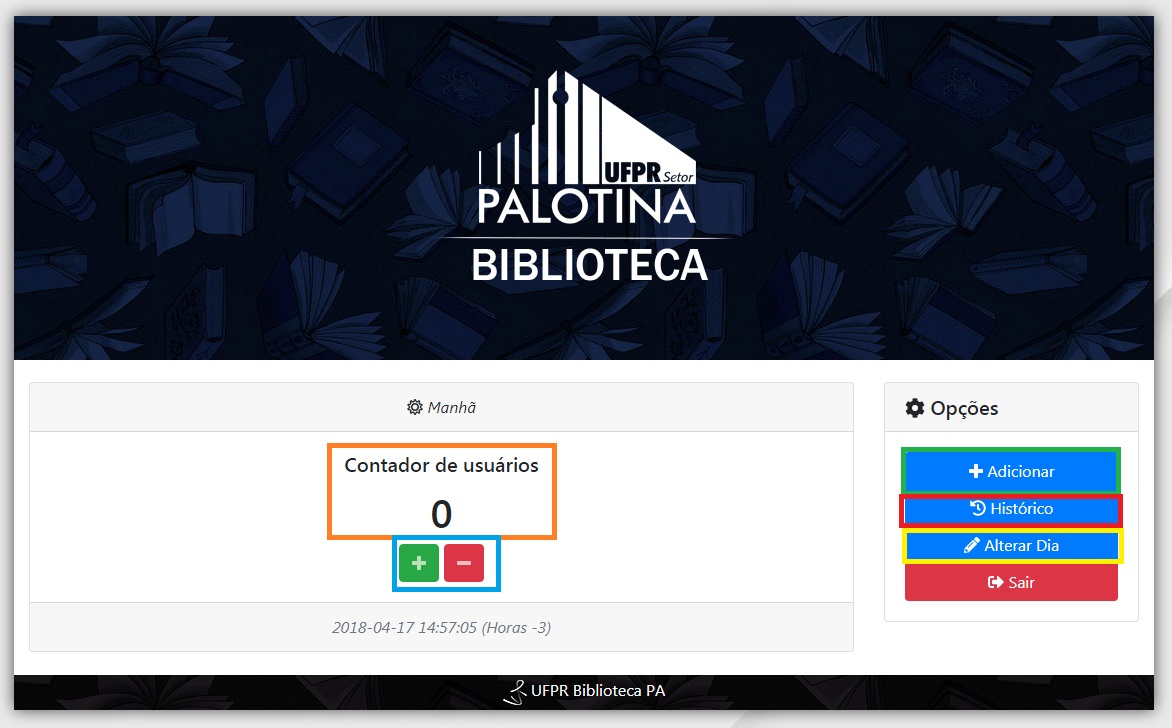 UFPR Setor
PALOTINA
BIBLIOTECA
Manhã
Contador de usuários
0
+ −
2018-04-17 14:57:05 (Horas -3)
Opções
Adicionar
Histórico
Alterar Dia
Sair
UFPR Biblioteca PA